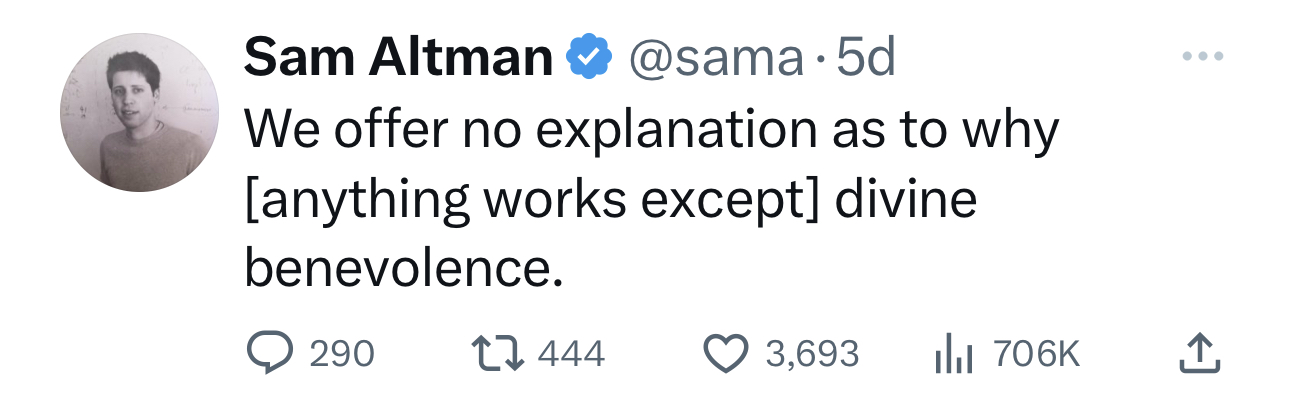 Sam Altman @sama · 5d
We offer no explanation as to why
[anything works except] divine
benevolence.
290 444 3,693 706K